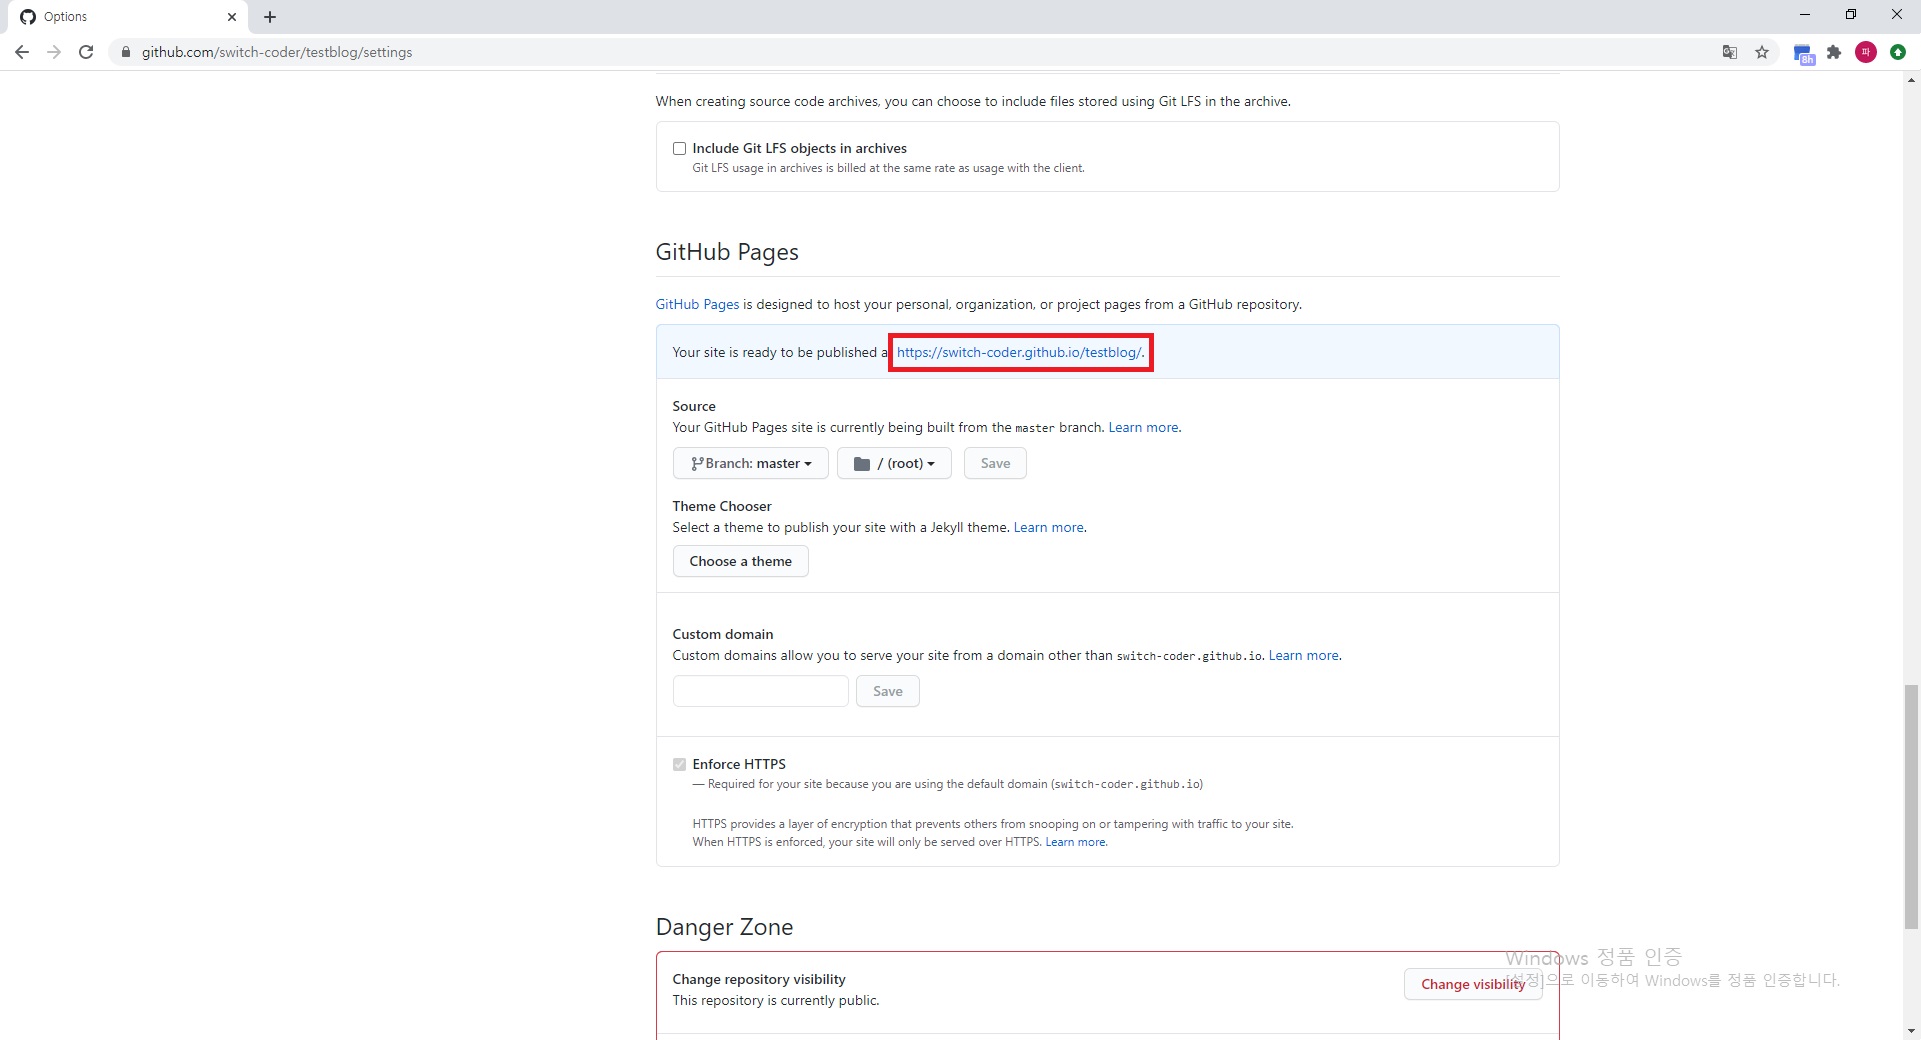 Options
github.com/switch-coder/testblog/settings
8h
파
When creating source code archives, you can choose to include files stored using Git LFS in the archive.
Include Git LFS objects in archives
Git LFS usage in archives is billed at the same rate as usage with the client.
GitHub Pages
GitHub Pages is designed to host your personal, organization, or project pages from a GitHub repository.
Your site is ready to be published a https://switch-coder.github.io/testblog/.
Source
Your GitHub Pages site is currently being built from the master branch. Learn more.
Branch: master / (root) Save
Theme Chooser
Select a theme to publish your site with a Jekyll theme. Learn more.
Choose a theme
Custom domain
Custom domains allow you to serve your site from a domain other than switch-coder.github.io. Learn more.
Save
Enforce HTTPS
— Required for your site because you are using the default domain (switch-coder.github.io)
HTTPS provides a layer of encryption that prevents others from snooping on or tampering with traffic to your site.
When HTTPS is enforced, your site will only be served over HTTPS. Learn more.
Danger Zone
Change repository visibility
This repository is currently public.
Change visibility
Windows 정품 인증
[설정]으로 이동하여 Windows를 정품 인증합니다.